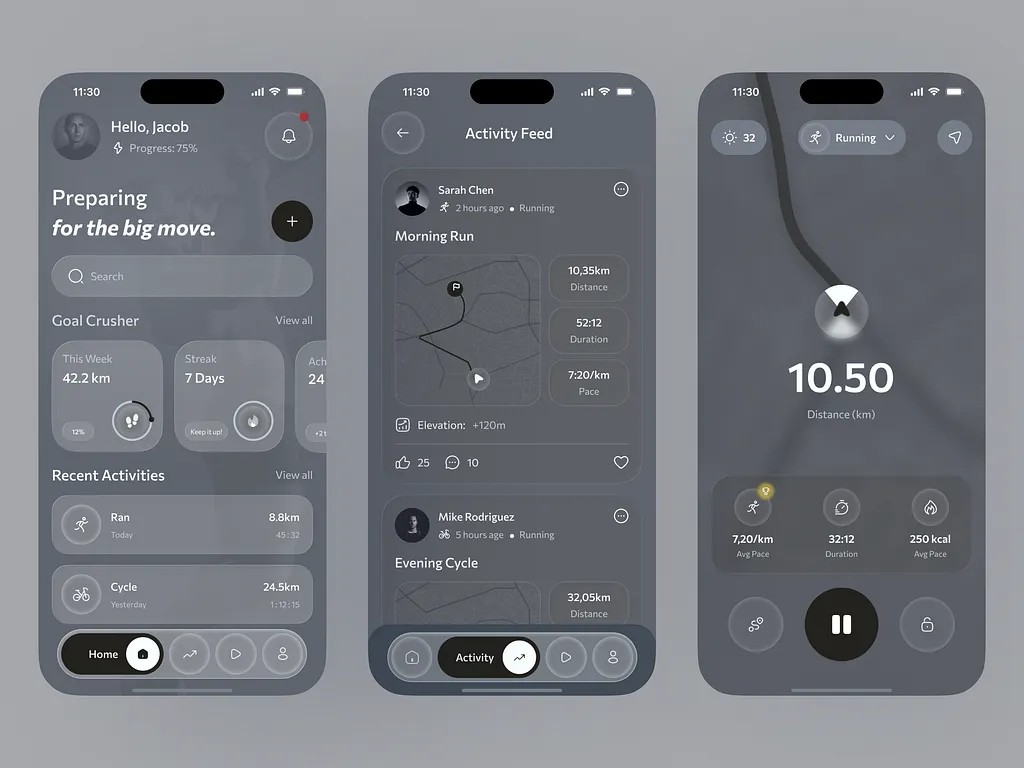 11:30
Hello, Jacob
Progress: 75%
Preparing
for the big move.
Search
Goal Crusher
View all
This Week
42.2 km
12%
Streak
7 Days
Keep it up!
Ach
24
+2 t
Recent Activities
View all
Ran
Today
8.8km
45:32
Cycle
Yesterday
24.5km
1:12:15
Home
11:30
Activity Feed
Sarah Chen
2 hours ago • Running
Morning Run
10,35km
Distance
52:12
Duration
7:20/km
Pace
Elevation: +120m
25
10
Mike Rodriguez
5 hours ago • Running
Evening Cycle
32,05km
Distance
Activity
11:30
32
Running
10.50
Distance (km)
7,20/km
Avg Pace
32:12
Duration
250 kcal
Avg Pace